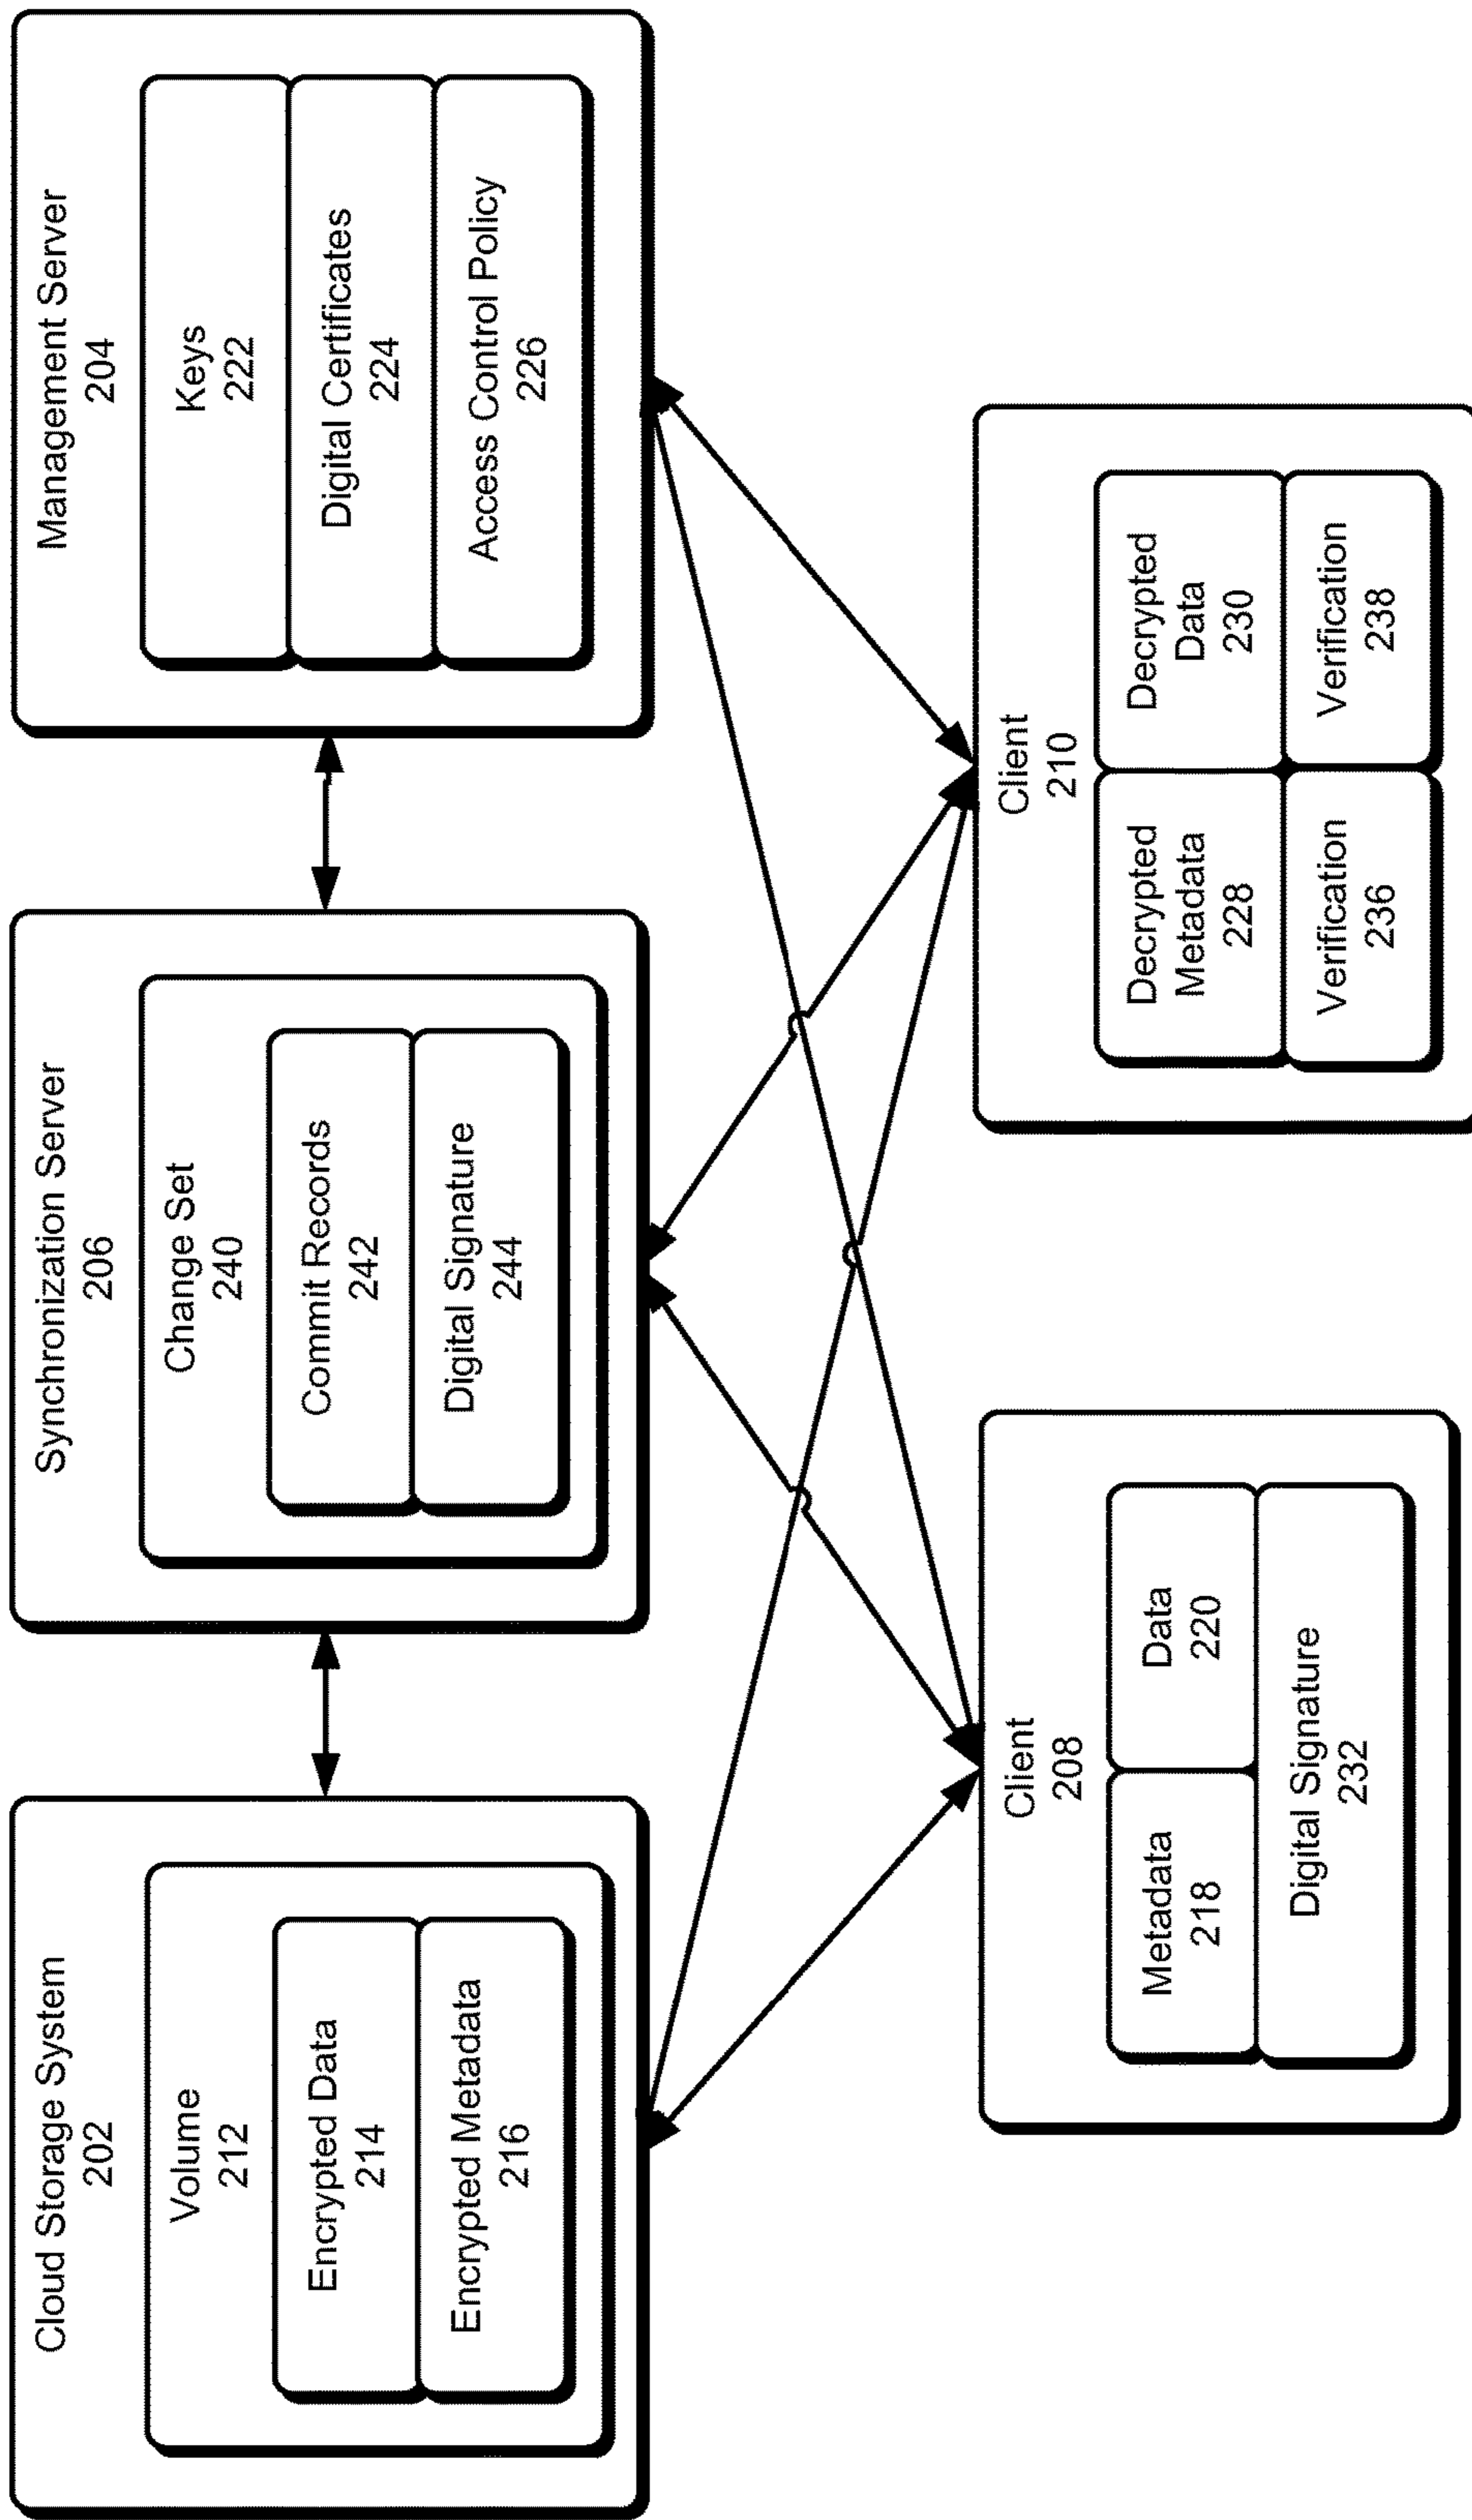 Cloud Storage System
202
Volume
212
Encrypted Data
214
Encrypted Metadata
216
Synchronization Server
206
Change Set
240
Commit Records
242
Digital Signature
244
Management Server
204
Keys
222
Digital Certificates
224
Access Control Policy
226
Client
208
Metadata
218
Data
220
Digital Signature
232
Client
210
Decrypted
Metadata
228
Decrypted
Data
230
Verification
236
Verification
238